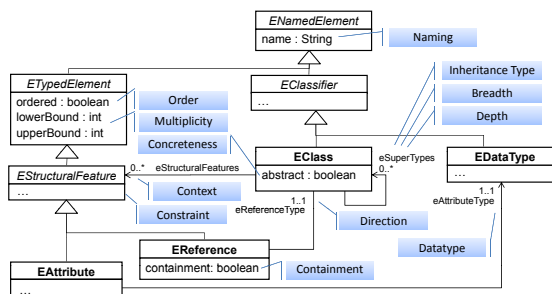 ENamedElement
name : String
Naming
ETypedElement
ordered : boolean
lowerBound : int
upperBound : int
EClassifier
...
Inheritance Type
Breadth
Depth
Order
Multiplicity
Concreteness
0..*
eStructuralFeatures
EClass
abstract : boolean
eSuperTypes
0..*
EDataType
...
EStructuralFeature
...
Context
Constraint
1..1
eReferenceType
Direction
1..1
eAttributeType
Datatype
EReference
containment: boolean
Containment
EAttribute
...